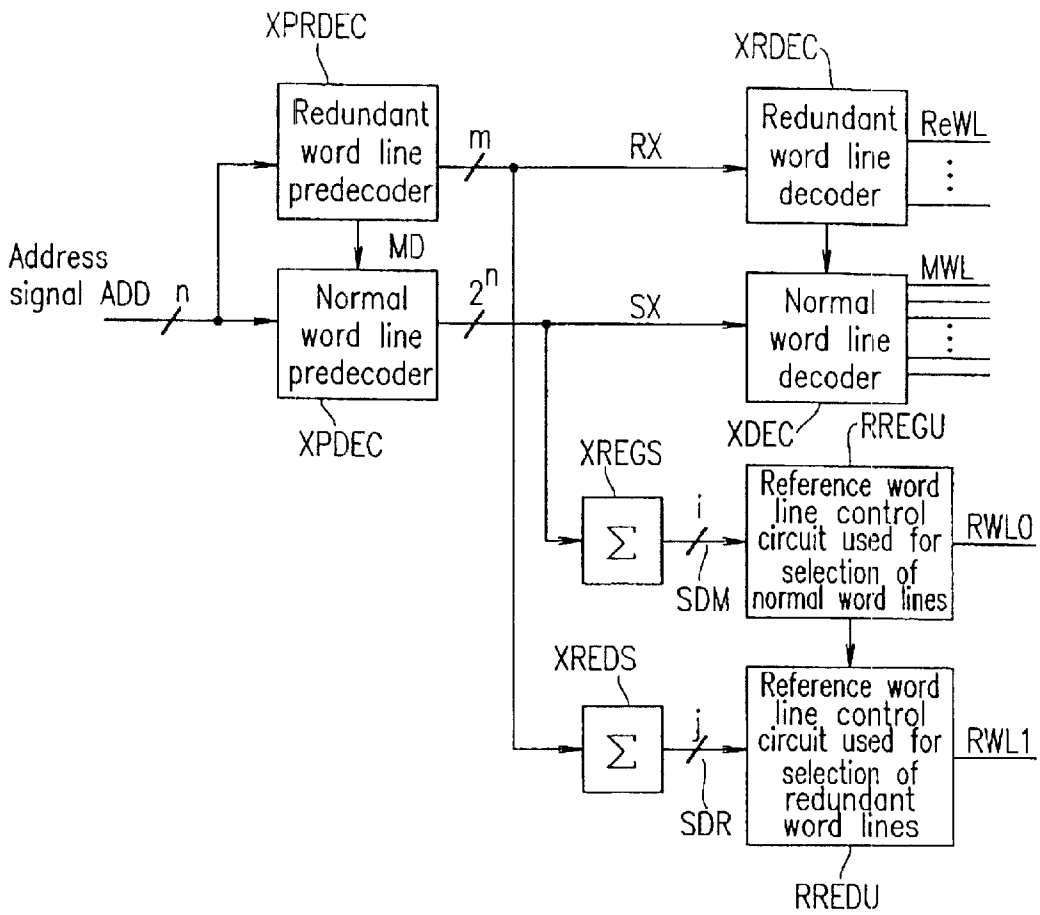 XPRDEC
XRDEC
Redundant
word line
predecoder
m
RX
Redundant
word line
decoder
ReWL
MD
Address
signal ADD
n
Normal
word line
predecoder
2^n
SX
Normal
word line
decoder
MWL
XPDEC
XDEC
RREGU
XREGS
Σ
i
SDM
Reference word
line control
circuit used for
selection of
normal word lines
RWL0
XREDS
Σ
j
SDR
Reference word
line control
circuit used for
selection of
redundant
word lines
RWL1
RREDU